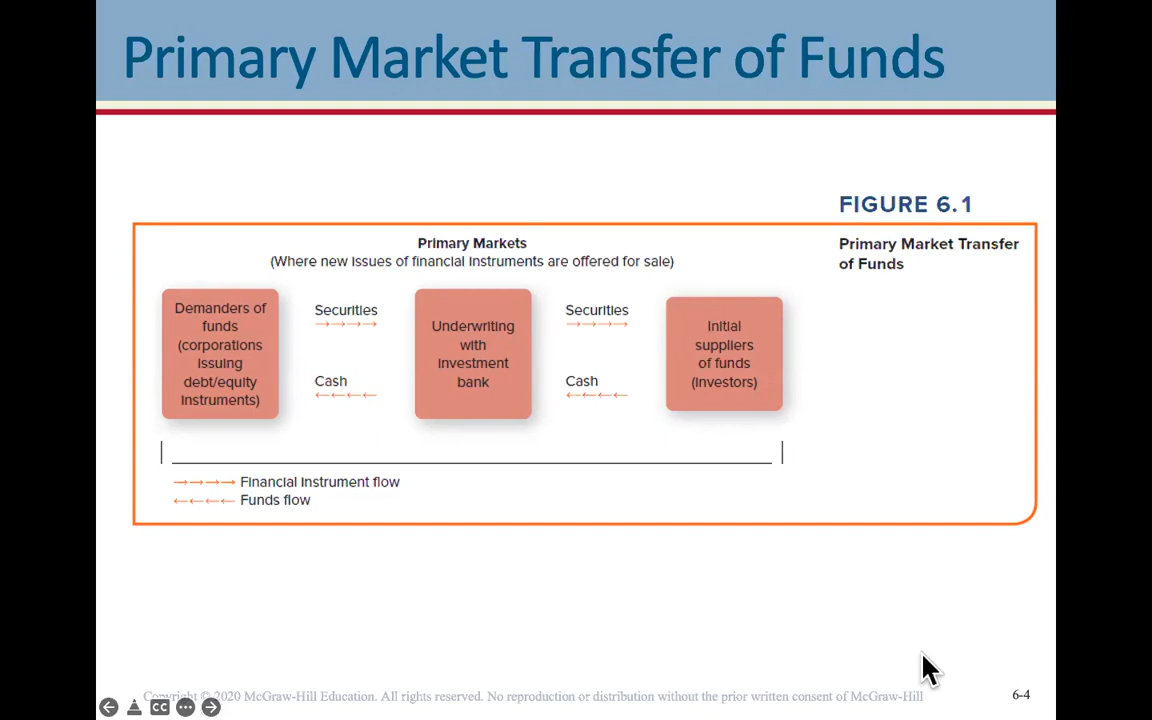 Primary Market Transfer of Funds
FIGURE 6.1
Primary Market Transfer
of Funds
Primary Markets
(Where new issues of financial instruments are offered for sale)
Demanders of
funds
(corporations
issuing
debt/equity
instruments)
Securities
Cash
Underwriting
with
investment
bank
Securities
Cash
Initial
suppliers
of funds
(investors)
Financial instrument flow
Funds flow
Copyright © 2020 McGraw-Hill Education. All rights reserved. No reproduction or distribution without the prior written consent of McGraw-Hill
6-4
CC